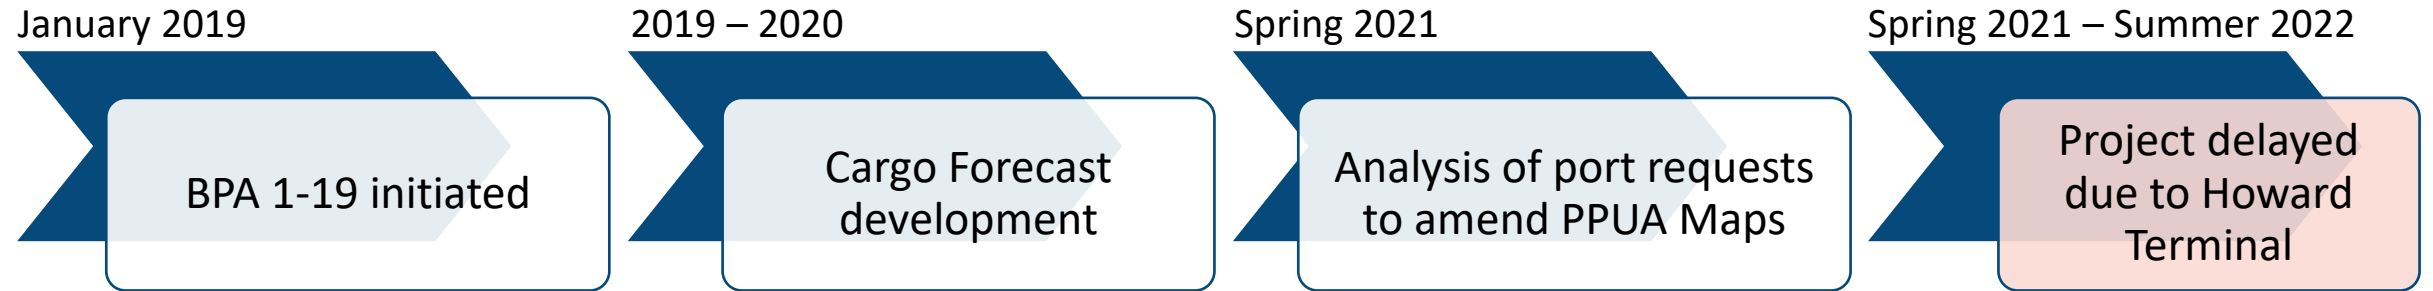 January 2019
BPA 1-19 initiated
2019 – 2020
Cargo Forecast
development
Spring 2021
Analysis of port requests
to amend PPUA Maps
Spring 2021 – Summer 2022
Project delayed
due to Howard
Terminal